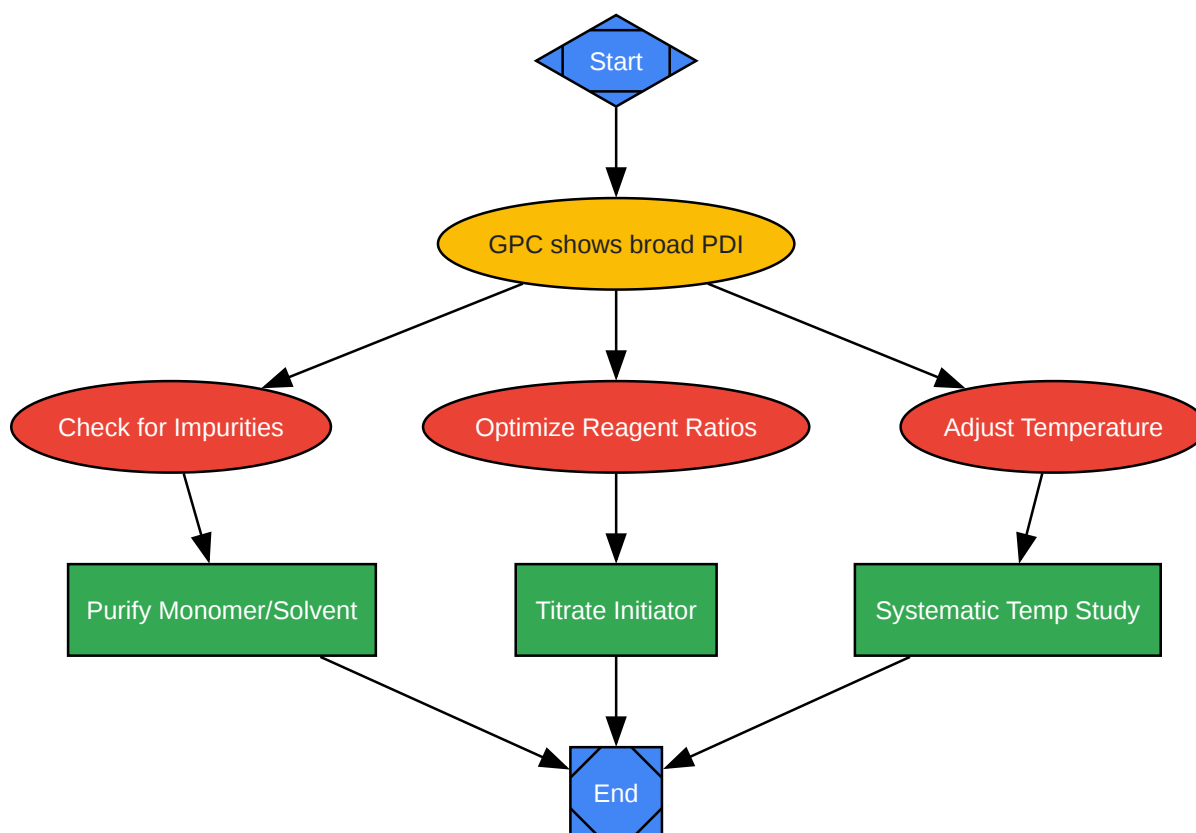 Start
GPC shows broad PDI
Check for Impurities
Optimize Reagent Ratios
Adjust Temperature
Purify Monomer/Solvent
Titrate Initiator
Systematic Temp Study
End